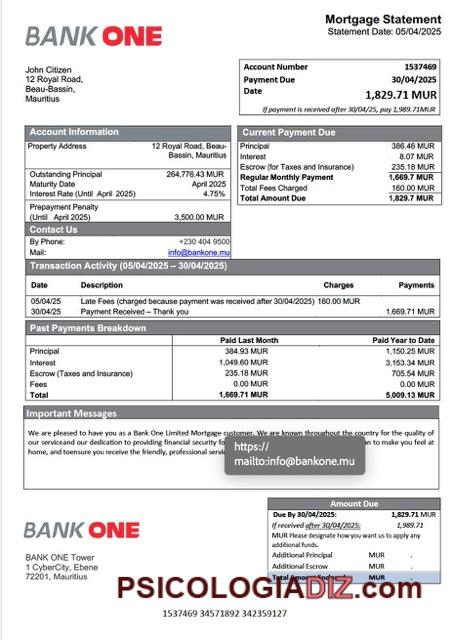 BANK ONE
Mortgage Statement
Statement Date: 05/04/2025
John Citizen
12 Royal Road,
Beau-Bassin,
Mauritius
Account Number 1537469
Payment Due 30/04/2025
Date 1,829.71 MUR
If payment is received after 30/04/25, pay 1,989.71MUR
Account Information
Property Address 12 Royal Road, Beau-
Bassin, Mauritius
Outstanding Principal 264,776.43 MUR
Maturity Date April 2025
Interest Rate (Until April 2025) 4.75%
Prepayment Penalty
(Until April 2025) 3,500.00 MUR
Contact Us
By Phone: +230 404 9500
Mail: info@bankone.mu
Current Payment Due
Principal 386.46 MUR
Interest 8.07 MUR
Escrow (for Taxes and Insurance) 235.18 MUR
Regular Monthly Payment 1,669.7 MUR
Total Fees Charged 160.00 MUR
Total Amount Due 1,829.7 MUR
Transaction Activity (05/04/2025 – 30/04/2025)
Date Description Charges Payments
05/04/25 Late Fees (charged because payment was received after 30/04/2025) 160.00 MUR
30/04/25 Payment Received – Thank you 1,669.71 MUR
Past Payments Breakdown
Paid Last Month Paid Year to Date
Principal 384.93 MUR 1,150.25 MUR
Interest 1,049.60 MUR 3,153.34 MUR
Escrow (Taxes and Insurance) 235.18 MUR 705.54 MUR
Fees 0.00 MUR 0.00 MUR
Total 1,669.71 MUR 5,009.13 MUR
Important Messages
We are pleased to have you as a Bank One Limited Mortgage customer. We are known throughout the country for the quality of
our serviceand our dedication to providing financial security fo an to make you feel at
home, and toensure you receive the friendly, professional servic
https://
mailto:info@bankone.mu
BANK ONE
BANK ONE Tower
1 CyberCity, Ebene
72201, Mauritius
Amount Due
Due By 30/04/2025: 1,829.71 MUR
If received after 30/04/2025: 1,989.71
MUR Please designate how you want us to apply any
additional funds.
Additional Principal MUR .
Additional Escrow MUR .
Total Amount MUR .
PSICOLOGIADIZ.com
1537469 34571892 342359127